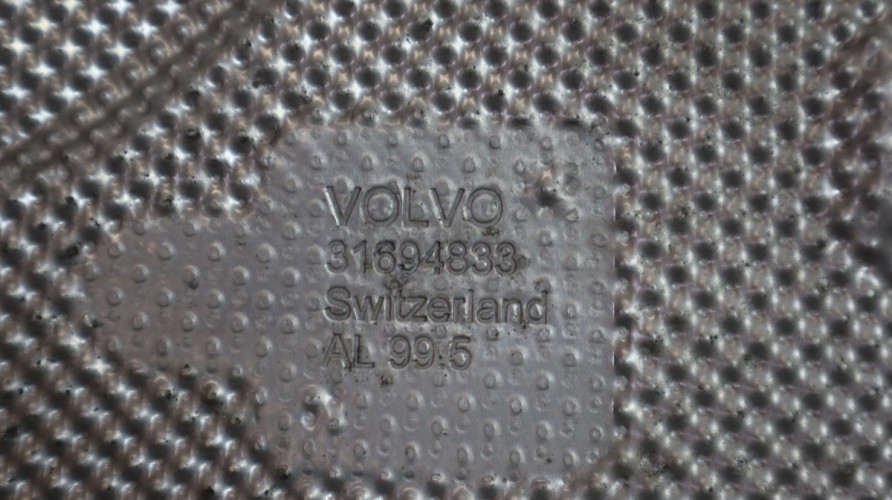 VOLVO
31694833
Switzerland
AL 99.5